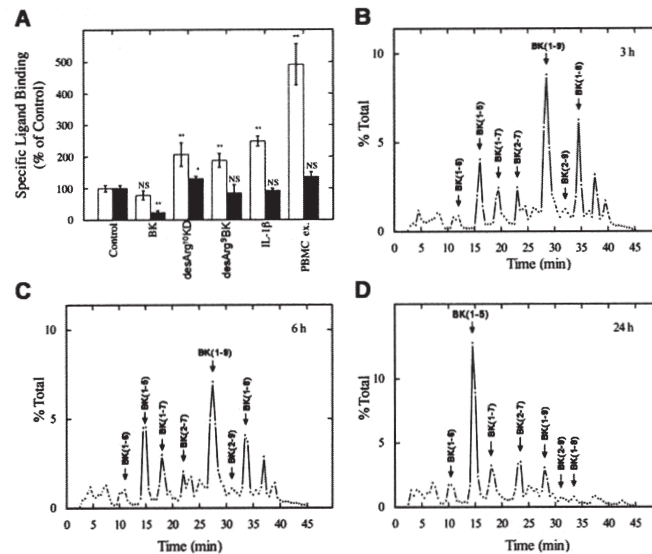 A
Specific Ligand Binding
(% of Control)
500
400
300
200
100
0
**
NS
**
**
*
**
NS
**
NS
**
NS
Control
BK
desArg¹⁰KD
desArg⁹BK
IL-1β
PBMC ex.
B
3 h
% Total
10
5
0
BK(1-5)
BK(1-7)
BK(2-7)
BK(1-9)
BK(2-9)
BK(1-8)
0 5 10 15 20 25 30 35 40 45
Time (min)
C
6 h
% Total
10
5
0
BK(1-6)
BK(1-5)
BK(1-7)
BK(2-7)
BK(1-9)
BK(2-9)
BK(1-8)
0 5 10 15 20 25 30 35 40 45
Time (min)
D
24 h
% Total
10
5
0
BK(1-6)
BK(1-5)
BK(1-7)
BK(2-7)
BK(1-9)
BK(2-9)
BK(1-8)
0 5 10 15 20 25 30 35 40 45
Time (min)